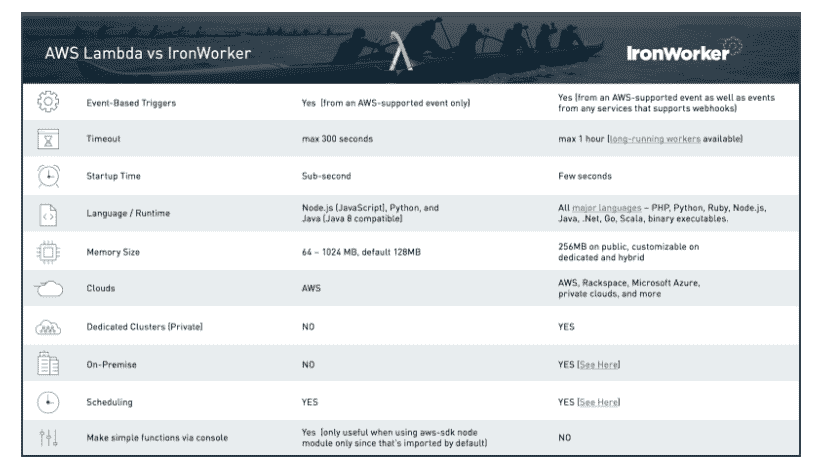 AWS Lambda vs IronWorker
λ
IronWorker
Event-Based Triggers
Yes (from an AWS-supported event only)
Yes (from an AWS-supported event as well as events
from any services that supports webhooks)
Timeout
max 300 seconds
max 1 hour (long-running workers available)
Startup Time
Sub-second
Few seconds
Language / Runtime
Node.js (JavaScript), Python, and
Java (Java 8 compatible)
All major languages – PHP, Python, Ruby, Node.js,
Java, .Net, Go, Scala, binary executables.
Memory Size
64 – 1024 MB, default 128MB
256MB on public, customizable on
dedicated and hybrid
Clouds
AWS
AWS, Rackspace, Microsoft Azure,
private clouds, and more
Dedicated Clusters (Private)
NO
YES
On-Premise
NO
YES (See Here)
Scheduling
YES
YES (See Here)
Make simple functions via console
Yes (only useful when using aws-sdk node
module only since that's imported by default)
NO